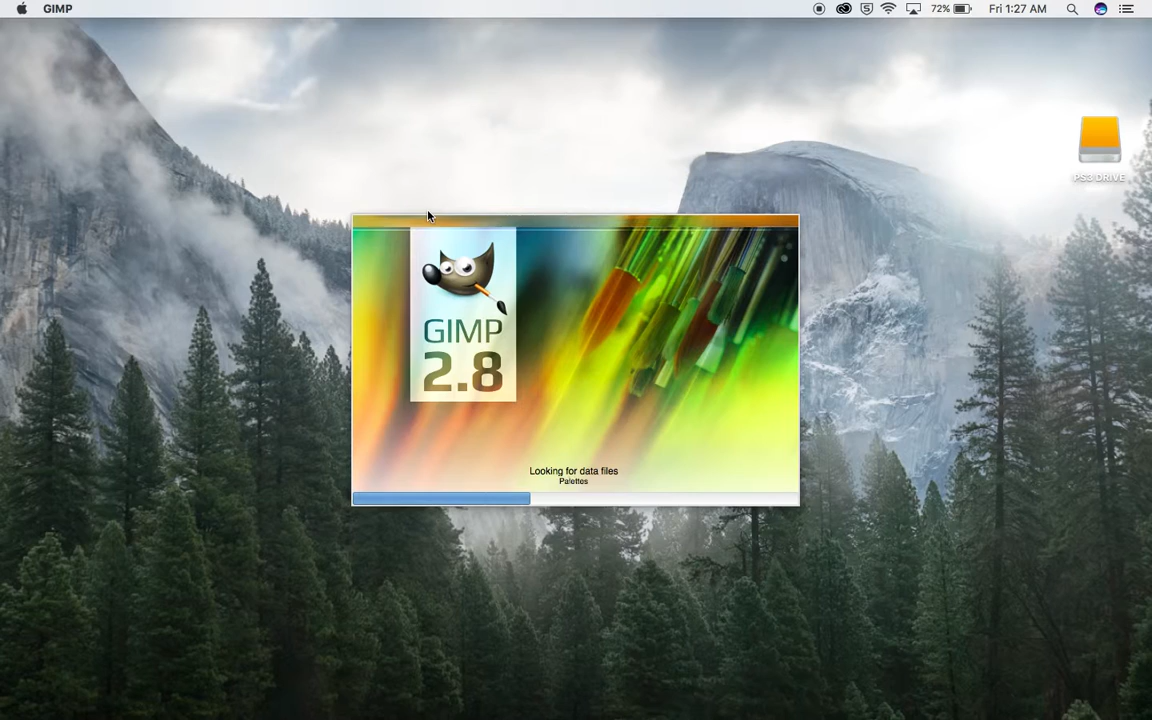 GIMP
72%
Fri 1:27 AM
PS3 DRIVE
GIMP
2.8
Looking for data files
Palettes